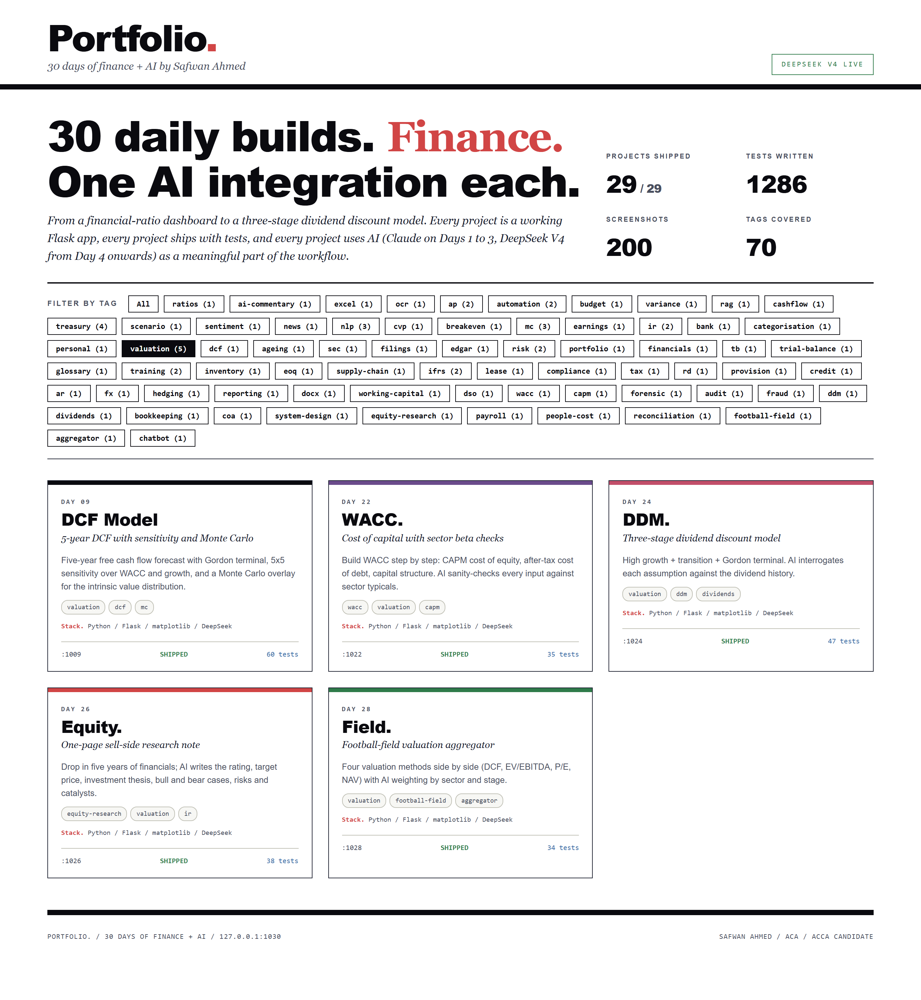 Portfolio.
30 days of finance + AI by Safwan Ahmed
DEEPSEEK V4 LIVE
30 daily builds. Finance.
One AI integration each.
From a financial-ratio dashboard to a three-stage dividend discount model. Every project is a working
Flask app, every project ships with tests, and every project uses AI (Claude on Days 1 to 3, DeepSeek V4
from Day 4 onwards) as a meaningful part of the workflow.
PROJECTS SHIPPED
29 / 29
TESTS WRITTEN
1286
SCREENSHOTS
200
TAGS COVERED
70
FILTER BY TAG All ratios (1) ai-commentary (1) excel (1) ocr (1) ap (2) automation (2) budget (1) variance (1) rag (1) cashflow (1)
treasury (4) scenario (1) sentiment (1) news (1) nlp (3) cvp (1) breakeven (1) mc (3) earnings (1) ir (2) bank (1) categorisation (1)
personal (1) valuation (5) dcf (1) ageing (1) sec (1) filings (1) edgar (1) risk (2) portfolio (1) financials (1) tb (1) trial-balance (1)
glossary (1) training (2) inventory (1) eoq (1) supply-chain (1) ifrs (2) lease (1) compliance (1) tax (1) rd (1) provision (1) credit (1)
ar (1) fx (1) hedging (1) reporting (1) docx (1) working-capital (1) dso (1) wacc (1) capm (1) forensic (1) audit (1) fraud (1) ddm (1)
dividends (1) bookkeeping (1) coa (1) system-design (1) equity-research (1) payroll (1) people-cost (1) reconciliation (1) football-field (1)
aggregator (1) chatbot (1)
DAY 09
DCF Model
5-year DCF with sensitivity and Monte Carlo
Five-year free cash flow forecast with Gordon terminal, 5x5
sensitivity over WACC and growth, and a Monte Carlo overlay
for the intrinsic value distribution.
valuation dcf mc
Stack. Python / Flask / matplotlib / DeepSeek
:1009 SHIPPED 60 tests
DAY 22
WACC.
Cost of capital with sector beta checks
Build WACC step by step: CAPM cost of equity, after-tax cost
of debt, capital structure. AI sanity-checks every input against
sector typicals.
wacc valuation capm
Stack. Python / Flask / matplotlib / DeepSeek
:1022 SHIPPED 35 tests
DAY 24
DDM.
Three-stage dividend discount model
High growth + transition + Gordon terminal. AI interrogates
each assumption against the dividend history.
valuation ddm dividends
Stack. Python / Flask / matplotlib / DeepSeek
:1024 SHIPPED 47 tests
DAY 26
Equity.
One-page sell-side research note
Drop in five years of financials; AI writes the rating, target
price, investment thesis, bull and bear cases, risks and
catalysts.
equity-research valuation ir
Stack. Python / Flask / matplotlib / DeepSeek
:1026 SHIPPED 38 tests
DAY 28
Field.
Football-field valuation aggregator
Four valuation methods side by side (DCF, EV/EBITDA, P/E,
NAV) with AI weighting by sector and stage.
valuation football-field aggregator
Stack. Python / Flask / matplotlib / DeepSeek
:1028 SHIPPED 34 tests
PORTFOLIO. / 30 DAYS OF FINANCE + AI / 127.0.0.1:1030
SAFWAN AHMED / ACA / ACCA CANDIDATE